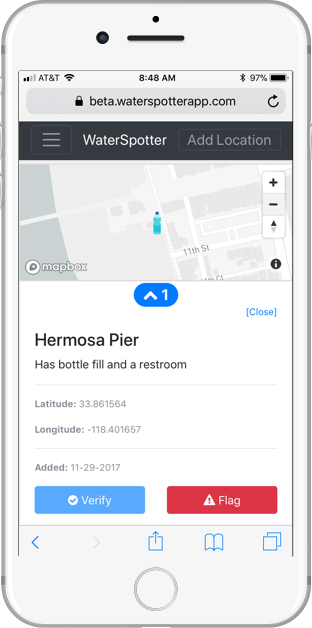 AT&T 8:48 AM 97%
beta.waterspotterapp.com
WaterSpotter Add Location
11th St
mapbox
1
[Close]
Hermosa Pier
Has bottle fill and a restroom
Latitude: 33.861564
Longitude: -118.401657
Added: 11-29-2017
Verify Flag